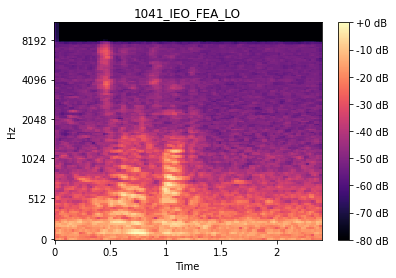 1041_IEO_FEA_LO
+0 dB
8192
-10 dB
4096
-20 dB
-30 dB
2048
Hz
-40 dB
1024
-50 dB
512
-60 dB
-70 dB
0
-80 dB
0 0.5 1 1.5 2
Time